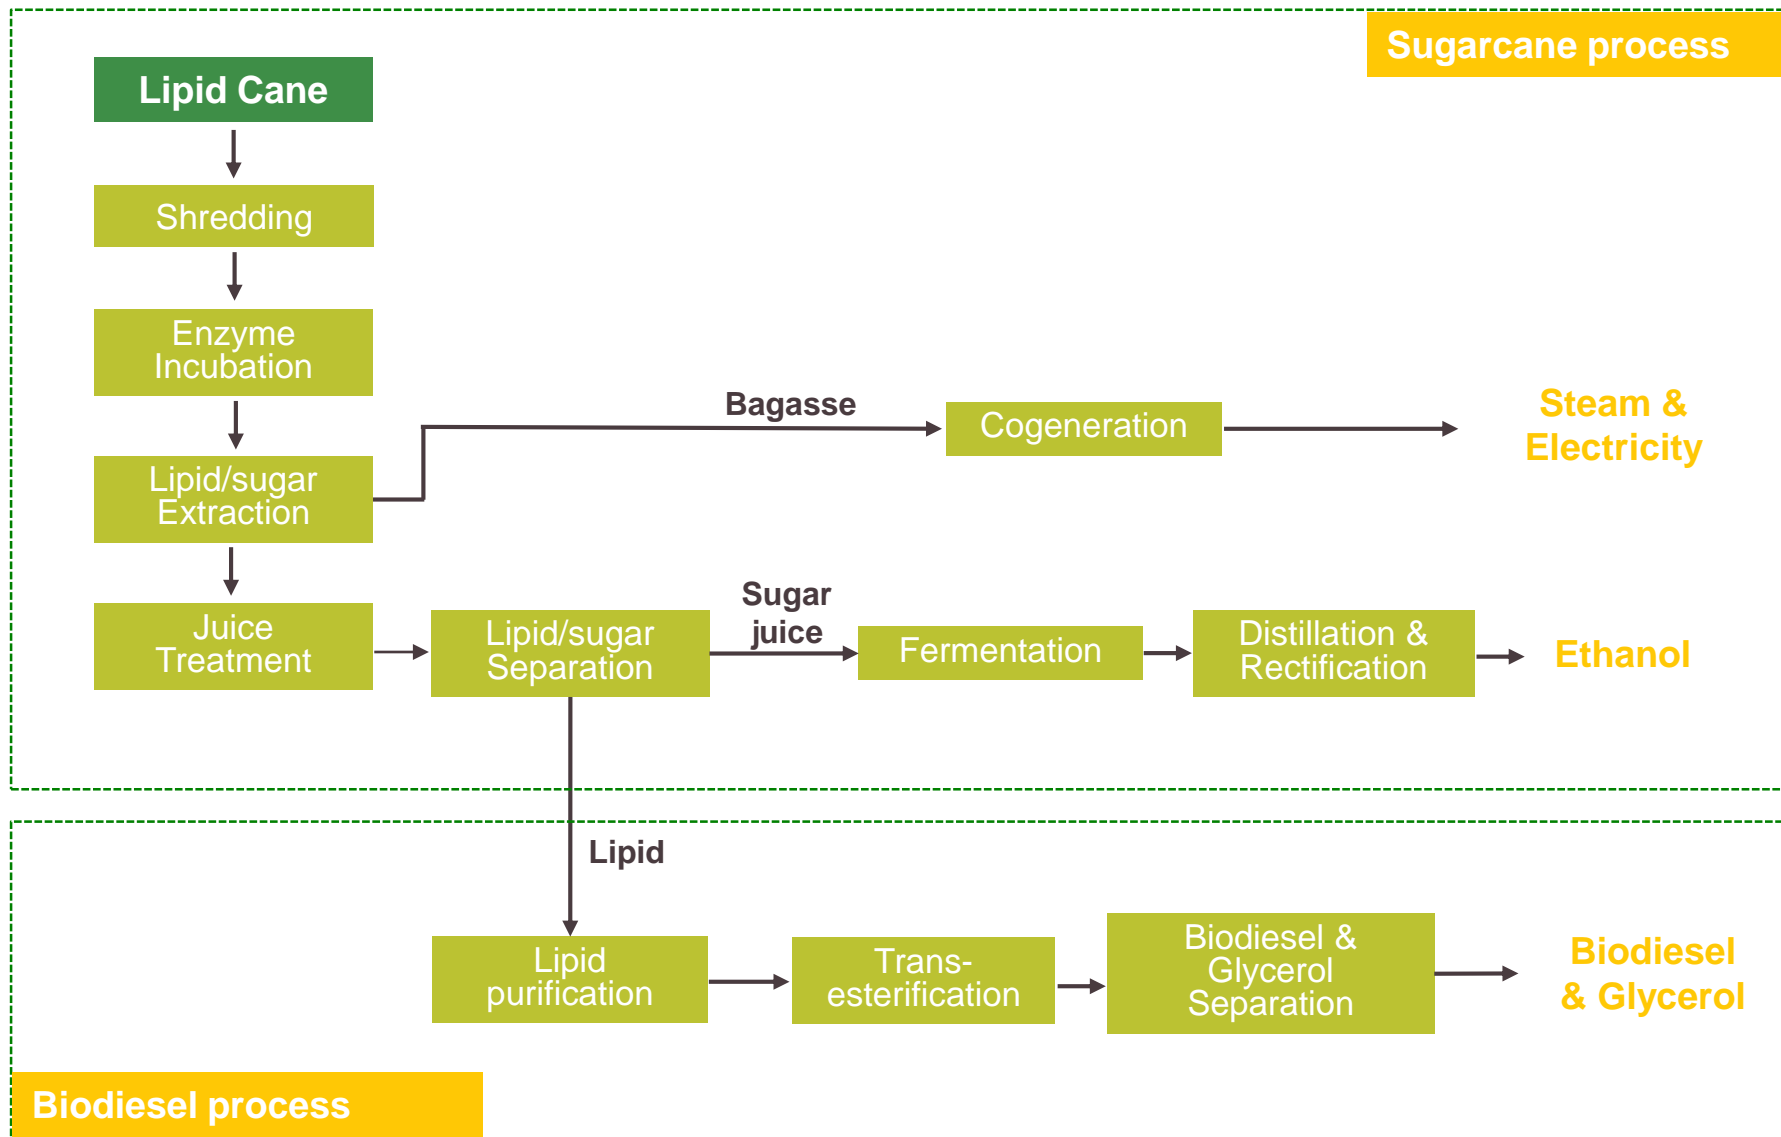 Sugarcane process
Lipid Cane
Shredding
Enzyme
Incubation
Bagasse
Cogeneration
Steam &
Electricity
Lipid/sugar
Extraction
Juice
Treatment
Lipid/sugar
Separation
Sugar
juice
Fermentation
Distillation &
Rectification
Ethanol
Lipid
Lipid
purification
Trans-
esterification
Biodiesel &
Glycerol
Separation
Biodiesel
& Glycerol
Biodiesel process